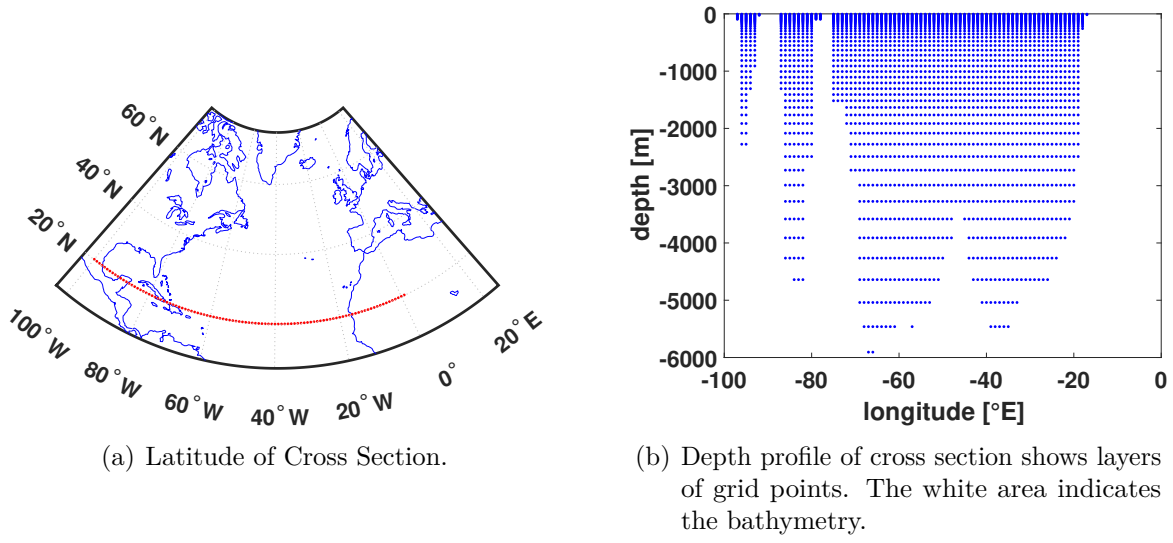 60°N
40°N
20°N
100°W
80°W
60°W
40°W
20°W
0°
20°E
(a) Latitude of Cross Section.
0
-1000
-2000
-3000
-4000
-5000
-6000
depth [m]
-100
-80
-60
-40
-20
0
longitude [°E]
(b) Depth profile of cross section shows layers
of grid points. The white area indicates
the bathymetry.